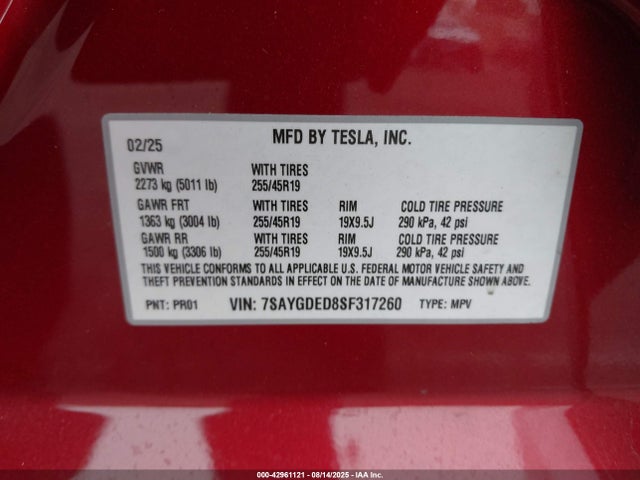 MFD BY TESLA, INC.
02/25
GVWR WITH TIRES
2273 kg (5011 lb) 255/45R19
GAWR FRT WITH TIRES RIM COLD TIRE PRESSURE
1363 kg (3004 lb) 255/45R19 19X9.5J 290 kPa, 42 psi
GAWR RR WITH TIRES RIM COLD TIRE PRESSURE
1500 kg (3306 lb) 255/45R19 19X9.5J 290 kPa, 42 psi
THIS VEHICLE CONFORMS TO ALL APPLICABLE U.S. FEDERAL MOTOR VEHICLE SAFETY AND
THEFT PREVENTION STANDARDS IN EFFECT ON THE DATE OF MANUFACTURE SHOWN ABOVE.
PNT: PR01 VIN: 7SAYGDED8SF317260 TYPE: MPV
000-42961121 - 08/14/2025 - IAA Inc.